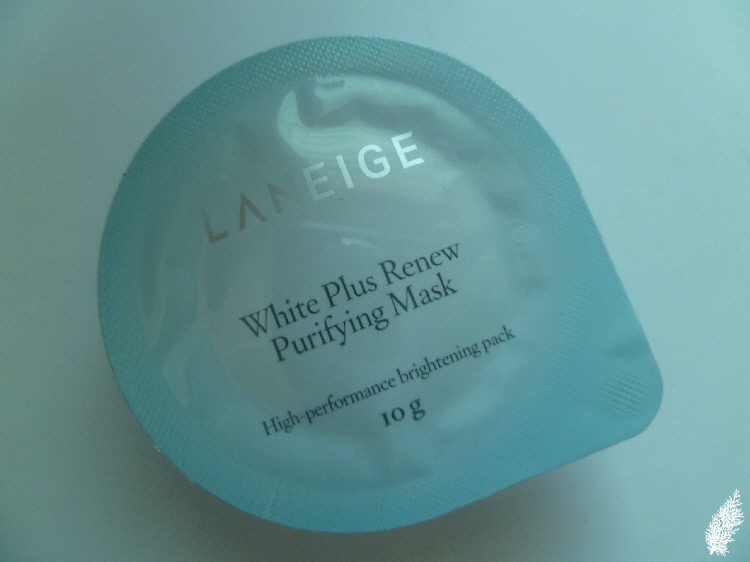 LANEIGE
White Plus Renew
Purifying Mask
High-performance brightening pack
10 g